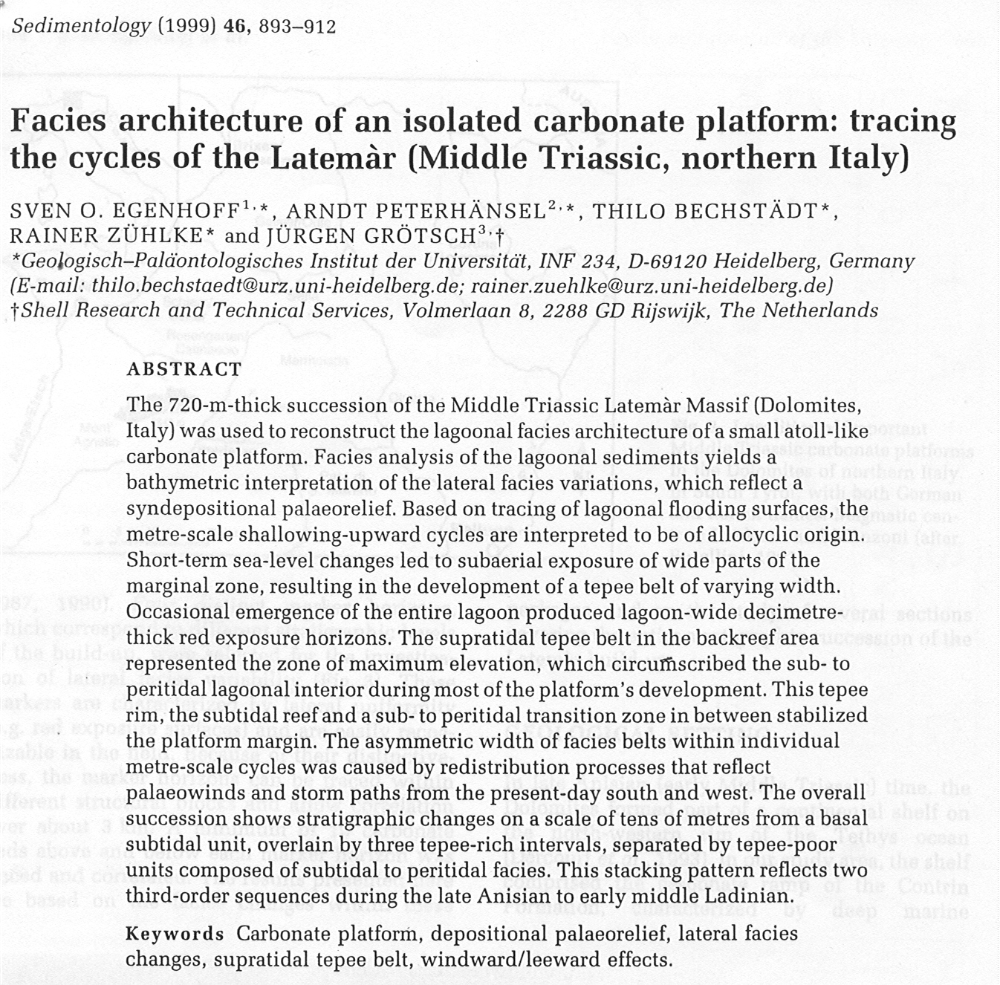 Sedimentology (1999) 46, 893–912
Facies architecture of an isolated carbonate platform: tracing
the cycles of the Latemàr (Middle Triassic, northern Italy)
SVEN O. EGENHOFF¹,*, ARNDT PETERHÄNSEL²,*, THILO BECHSTÄDT*,
RAINER ZÜHLKE* and JÜRGEN GRÖTSCH³,†
*Geologisch–Paläontologisches Institut der Universität, INF 234, D-69120 Heidelberg, Germany
(E-mail: thilo.bechstaedt@urz.uni-heidelberg.de; rainer.zuehlke@urz.uni-heidelberg.de)
†Shell Research and Technical Services, Volmerlaan 8, 2288 GD Rijswijk, The Netherlands
ABSTRACT
The 720-m-thick succession of the Middle Triassic Latemàr Massif (Dolomites,
Italy) was used to reconstruct the lagoonal facies architecture of a small atoll-like
carbonate platform. Facies analysis of the lagoonal sediments yields a
bathymetric interpretation of the lateral facies variations, which reflect a
syndepositional palaeorelief. Based on tracing of lagoonal flooding surfaces, the
metre-scale shallowing-upward cycles are interpreted to be of allocyclic origin.
Short-term sea-level changes led to subaerial exposure of wide parts of the
marginal zone, resulting in the development of a tepee belt of varying width.
Occasional emergence of the entire lagoon produced lagoon-wide decimetre-
thick red exposure horizons. The supratidal tepee belt in the backreef area
represented the zone of maximum elevation, which circumscribed the sub- to
peritidal lagoonal interior during most of the platform's development. This tepee
rim, the subtidal reef and a sub- to peritidal transition zone in between stabilized
the platform margin. The asymmetric width of facies belts within individual
metre-scale cycles was caused by redistribution processes that reflect
palaeowinds and storm paths from the present-day south and west. The overall
succession shows stratigraphic changes on a scale of tens of metres from a basal
subtidal unit, overlain by three tepee-rich intervals, separated by tepee-poor
units composed of subtidal to peritidal facies. This stacking pattern reflects two
third-order sequences during the late Anisian to early middle Ladinian.
Keywords Carbonate platform, depositional palaeorelief, lateral facies
changes, supratidal tepee belt, windward/leeward effects.